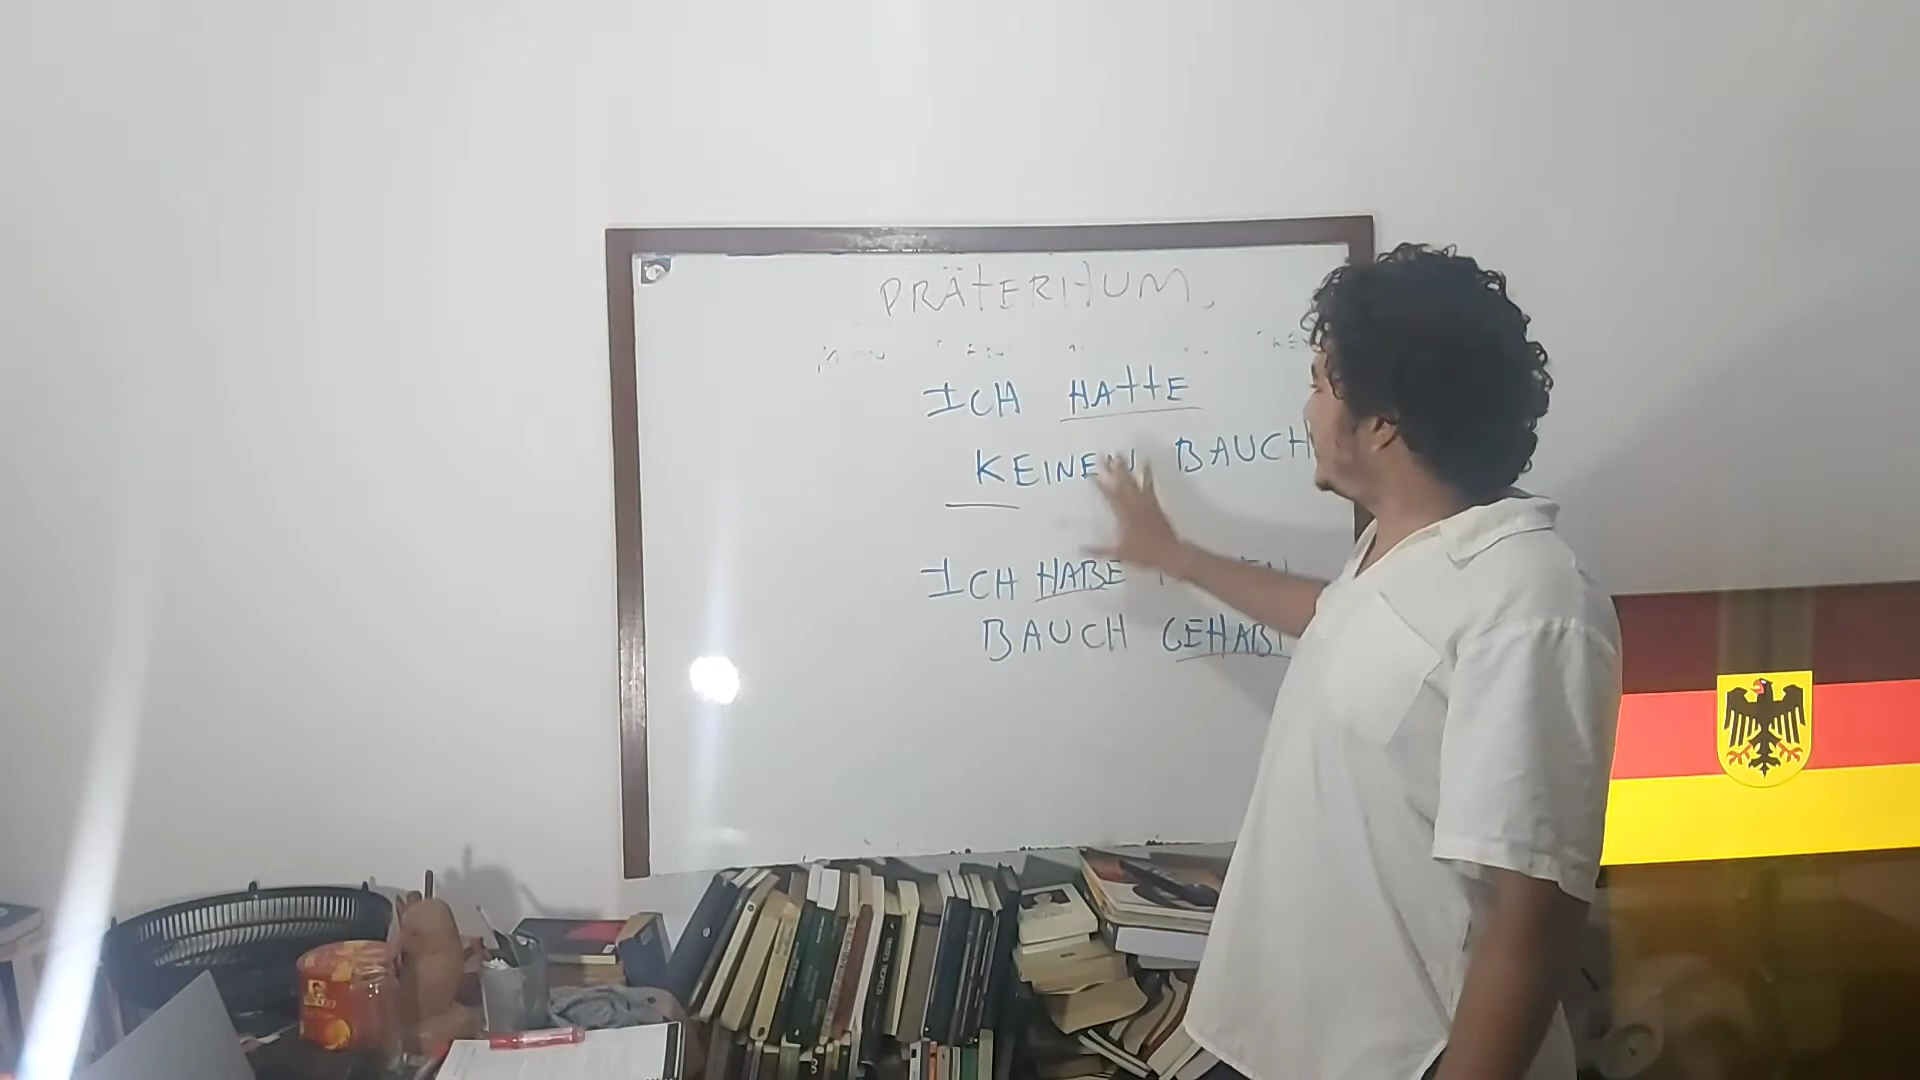 PRÄTERITUM,
ICH HATTE
KEINEN BAUCH
ICH HABE
BAUCH GEHABT